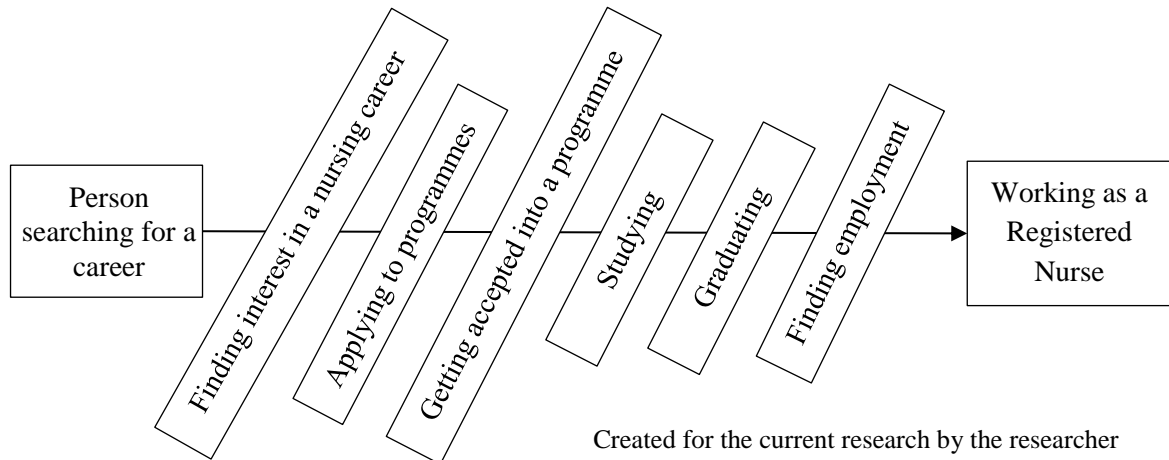 Person
searching for a
career
Finding interest in a nursing career
Applying to programmes
Getting accepted into a programme
Studying
Graduating
Finding employment
Working as a
Registered
Nurse
Created for the current research by the researcher